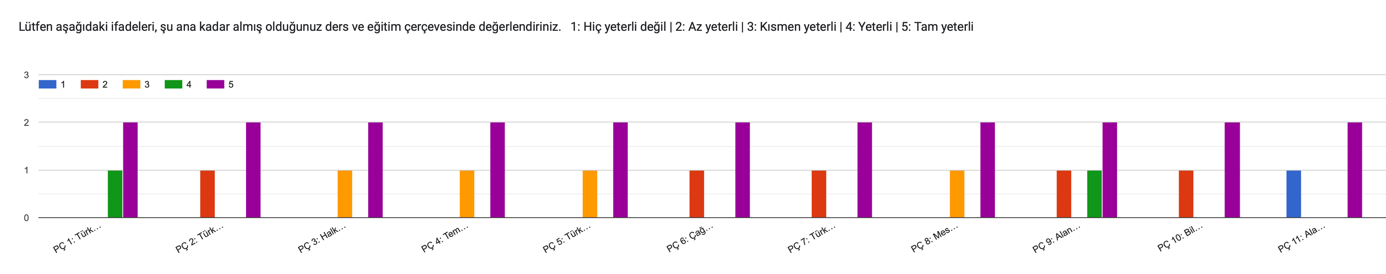 Lütfen aşağıdaki ifadeleri, şu ana kadar almış olduğunuz ders ve eğitim çerçevesinde değerlendiriniz.   1: Hiç yeterli değil | 2: Az yeterli | 3: Kısmen yeterli | 4: Yeterli | 5: Tam yeterli
3
1 2 3 4 5
2
1
0
PÇ 1: Türk… PÇ 2: Türk… PÇ 3: Halk… PÇ 4: Tem… PÇ 5: Türk… PÇ 6: Çağ… PÇ 7: Türk… PÇ 8: Mes… PÇ 9: Alan… PÇ 10: Bil… PÇ 11: Ala…